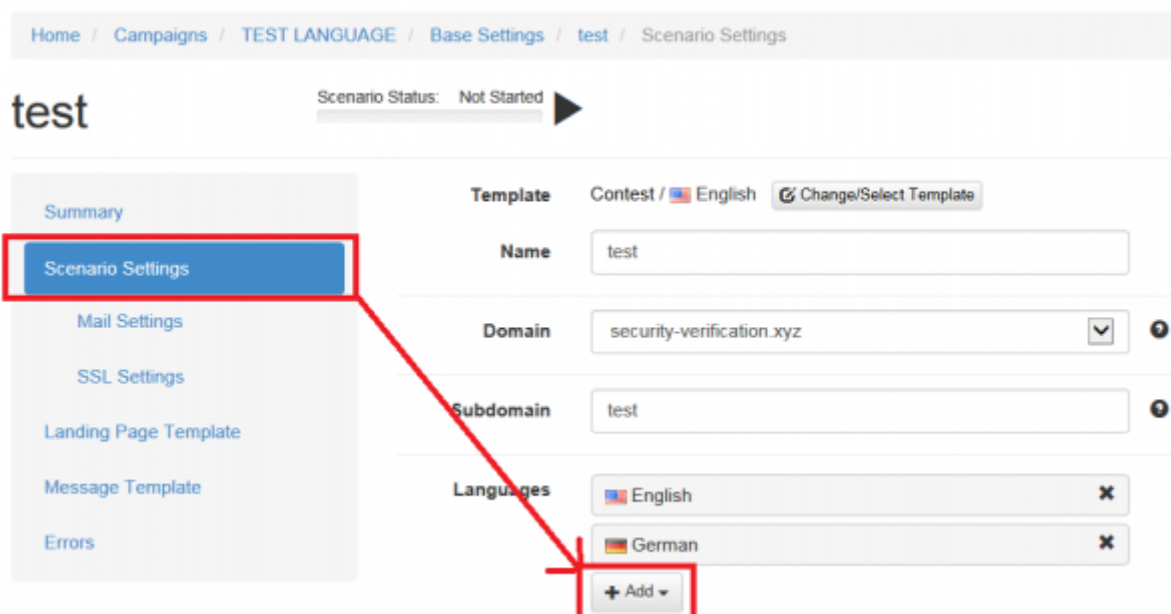 Home / Campaigns / TEST LANGUAGE / Base Settings / test / Scenario Settings
test
Scenario Status: Not Started
Summary
Scenario Settings
Mail Settings
SSL Settings
Landing Page Template
Message Template
Errors
Template Contest / English Change/Select Template
Name test
Domain security-verification.xyz
Subdomain test
Languages English
German
+ Add